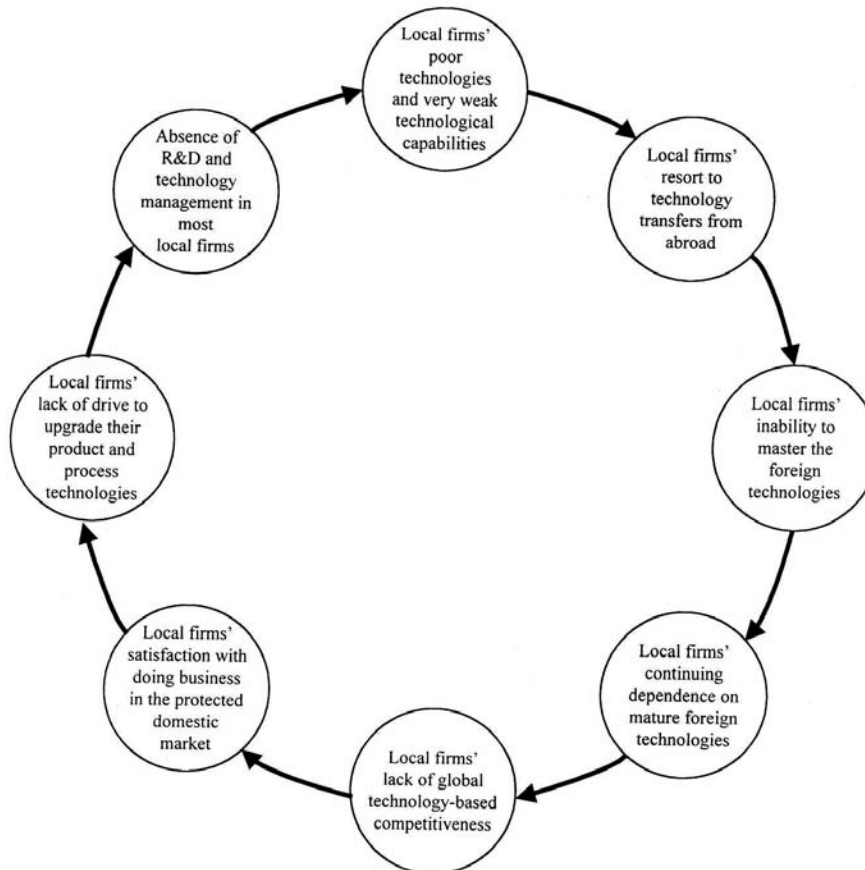 Local firms'
poor
technologies
and very weak
technological
capabilities
Local firms'
resort to
technology
transfers from
abroad
Local firms'
inability to
master the
foreign
technologies
Local firms'
continuing
dependence on
mature foreign
technologies
Local firms'
lack of global
technology-based
competitiveness
Local firms'
satisfaction with
doing business
in the protected
domestic
market
Local firms'
lack of drive to
upgrade their
product and
process
technologies
Absence of
R&D and
technology
management in
most
local firms